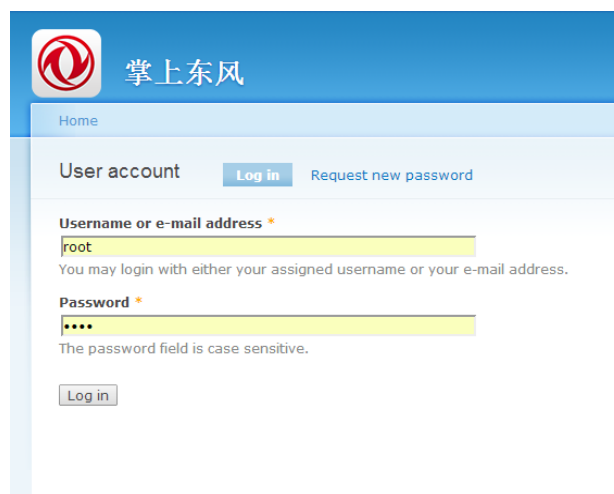 掌上东风
Home
User account Log in Request new password
Username or e-mail address *
root
You may login with either your assigned username or your e-mail address.
Password *
••••
The password field is case sensitive.
Log in